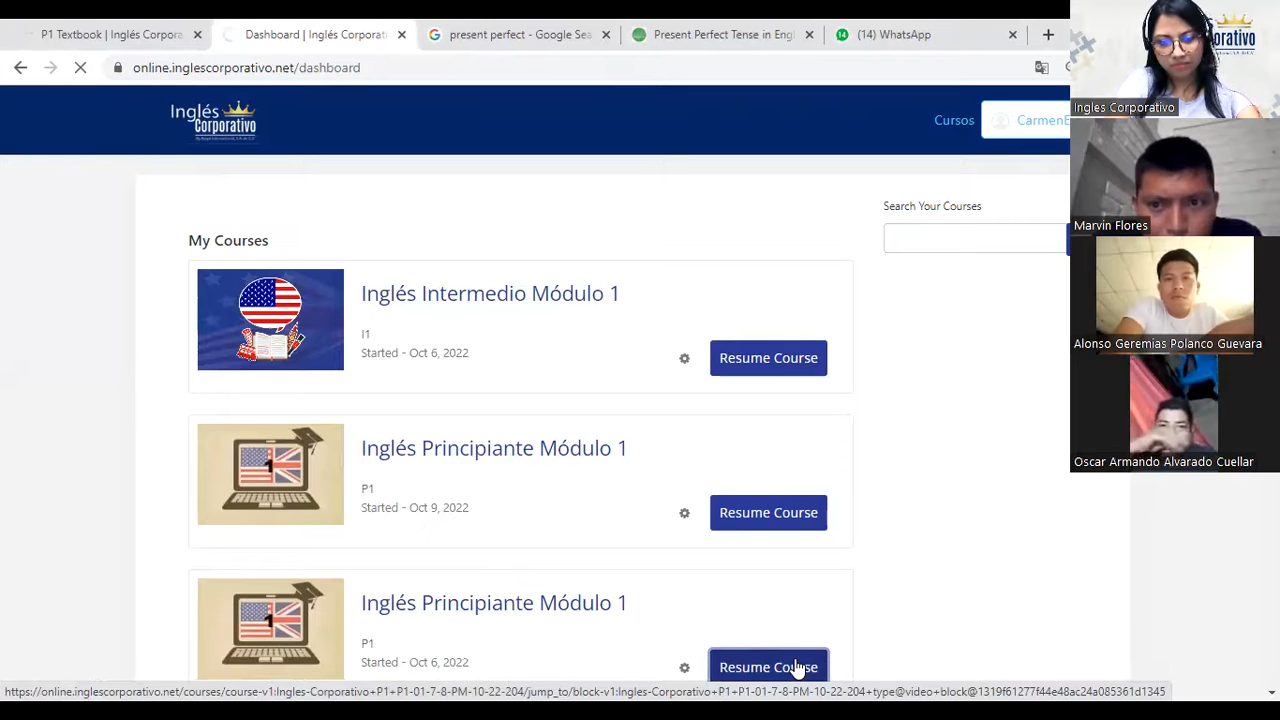 P1 Textbook | Inglés Corpora
Dashboard | Inglés Corporati
present perfect - Google Sea
Present Perfect Tense in Eng
(14) WhatsApp
online.inglescorporativo.net/dashboard
Inglés
Corporativo
Cursos
CarmenE
Search Your Courses
My Courses
Inglés Intermedio Módulo 1
I1
Started - Oct 6, 2022
Resume Course
Inglés Principiante Módulo 1
P1
Started - Oct 9, 2022
Resume Course
Inglés Principiante Módulo 1
P1
Started - Oct 6, 2022
Resume Course
https://online.inglescorporativo.net/courses/course-v1:Ingles-Corporativo+P1+P1-01-7-8-PM-10-22-204/jump_to/block-v1:Ingles-Corporativo+P1+P1-01-7-8-PM-10-22-204+type@video+block@1319f61277f44e48ac24a085361d1345
Ingles Corporativo
Marvin Flores
Alonso Geremias Polanco Guevara
Oscar Armando Alvarado Cuellar